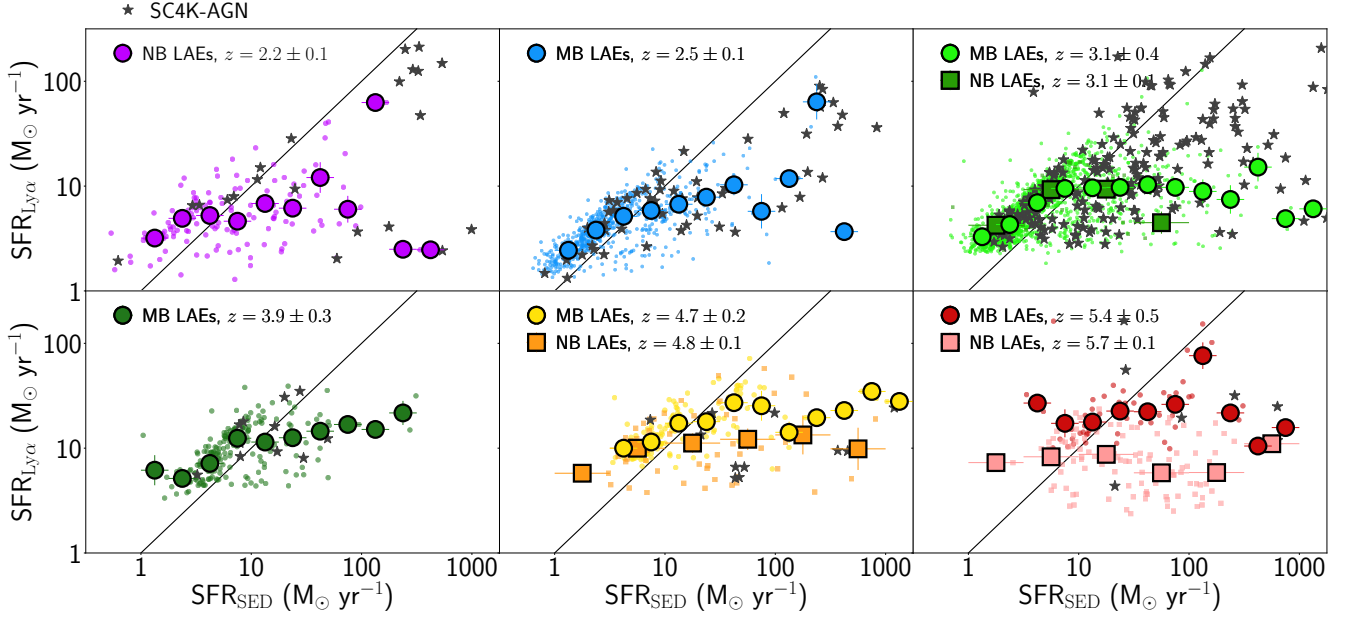 SC4K-AGN
NB LAEs, z = 2.2 ± 0.1
MB LAEs, z = 2.5 ± 0.1
MB LAEs, z = 3.1 ± 0.4
NB LAEs, z = 3.1 ± 0.1
100
10
1
SFR_Lyα (M⊙ yr⁻¹)
MB LAEs, z = 3.9 ± 0.3
MB LAEs, z = 4.7 ± 0.2
NB LAEs, z = 4.8 ± 0.1
MB LAEs, z = 5.4 ± 0.5
NB LAEs, z = 5.7 ± 0.1
100
10
1
SFR_Lyα (M⊙ yr⁻¹)
1 10 100 1000
1 10 100 1000
1 10 100 1000
SFR_SED (M⊙ yr⁻¹)
SFR_SED (M⊙ yr⁻¹)
SFR_SED (M⊙ yr⁻¹)